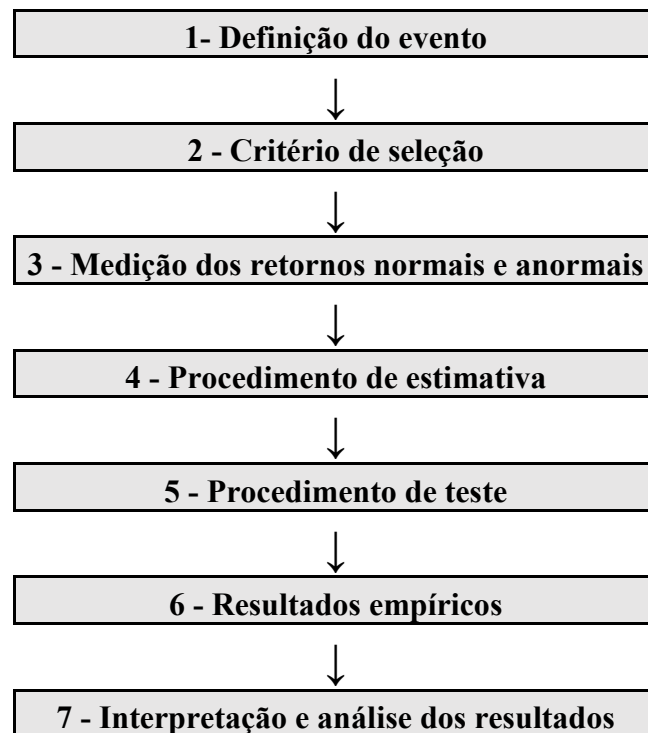 1- Definição do evento
2 - Critério de seleção
3 - Medição dos retornos normais e anormais
4 - Procedimento de estimativa
5 - Procedimento de teste
6 - Resultados empíricos
7 - Interpretação e análise dos resultados